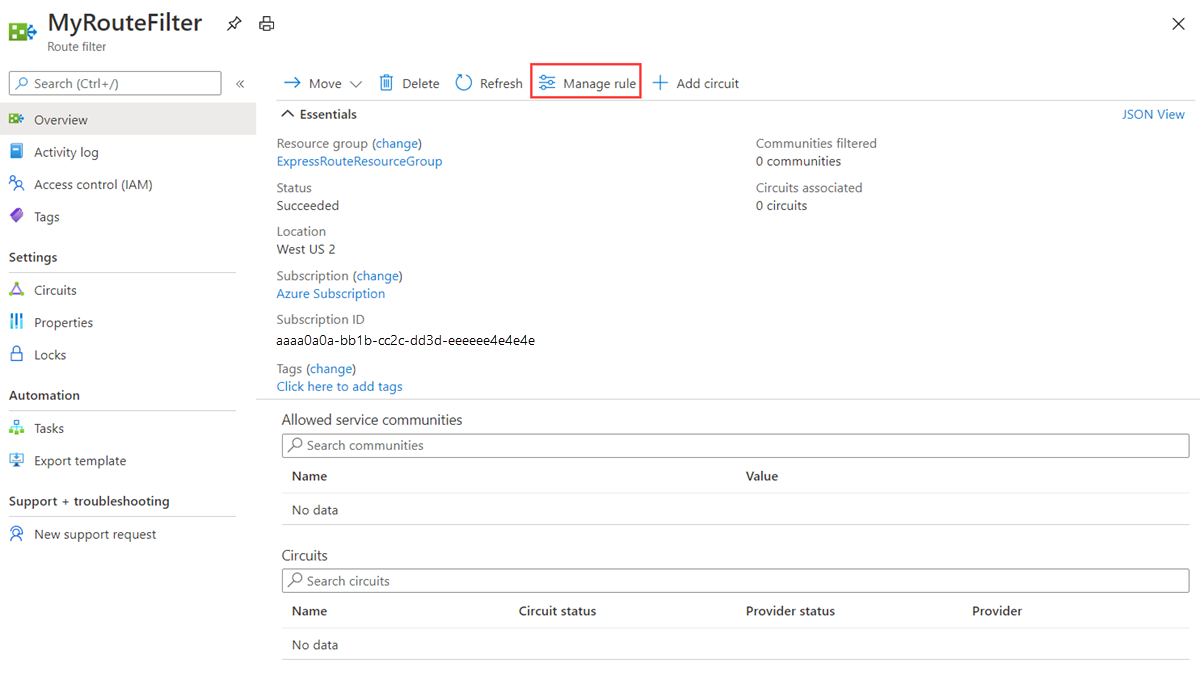 MyRouteFilter
Route filter
Search (Ctrl+/)
«
Overview
Activity log
Access control (IAM)
Tags
Settings
Circuits
Properties
Locks
Automation
Tasks
Export template
Support + troubleshooting
New support request
Move Delete Refresh Manage rule Add circuit
Essentials JSON View
Resource group (change)
ExpressRouteResourceGroup
Status
Succeeded
Location
West US 2
Subscription (change)
Azure Subscription
Subscription ID
aaaa0a0a-bb1b-cc2c-dd3d-eeeeee4e4e4e
Tags (change)
Click here to add tags
Communities filtered
0 communities
Circuits associated
0 circuits
Allowed service communities
Search communities
Name Value
No data
Circuits
Search circuits
Name Circuit status Provider status Provider
No data